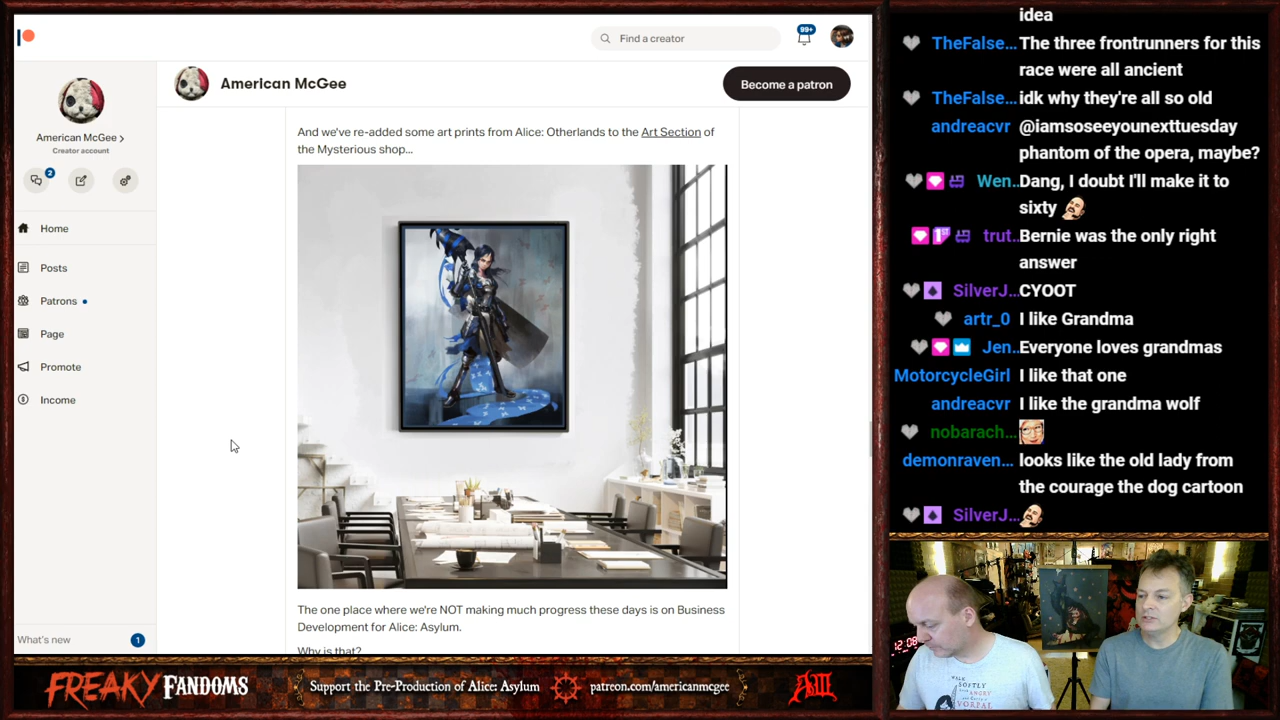 Find a creator
99+
American McGee
Become a patron
American McGee
Creator account
2
Home
Posts
Patrons
Page
Promote
Income
What's new
1
And we've re-added some art prints from Alice: Otherlands to the Art Section of
the Mysterious shop...
The one place where we're NOT making much progress these days is on Business
Development for Alice: Asylum.
Why is that?
idea
TheFalse... The three frontrunners for this
race were all ancient
TheFalse... idk why they're all so old
andreacvr @iamsoseeyounexttuesday
phantom of the opera, maybe?
Wen.. Dang, I doubt I'll make it to
sixty
trut.. Bernie was the only right
answer
SilverJ... CYOOT
artr_0 I like Grandma
Jen.. Everyone loves grandmas
MotorcycleGirl I like that one
andreacvr I like the grandma wolf
nobarach...
demonraven... looks like the old lady from
the courage the dog cartoon
SilverJ...
WALK
SOFTLY
VORPAL
FREAKY FANDOMS
Support the Pre-Production of Alice: Asylum
patreon.com/americanmcgee